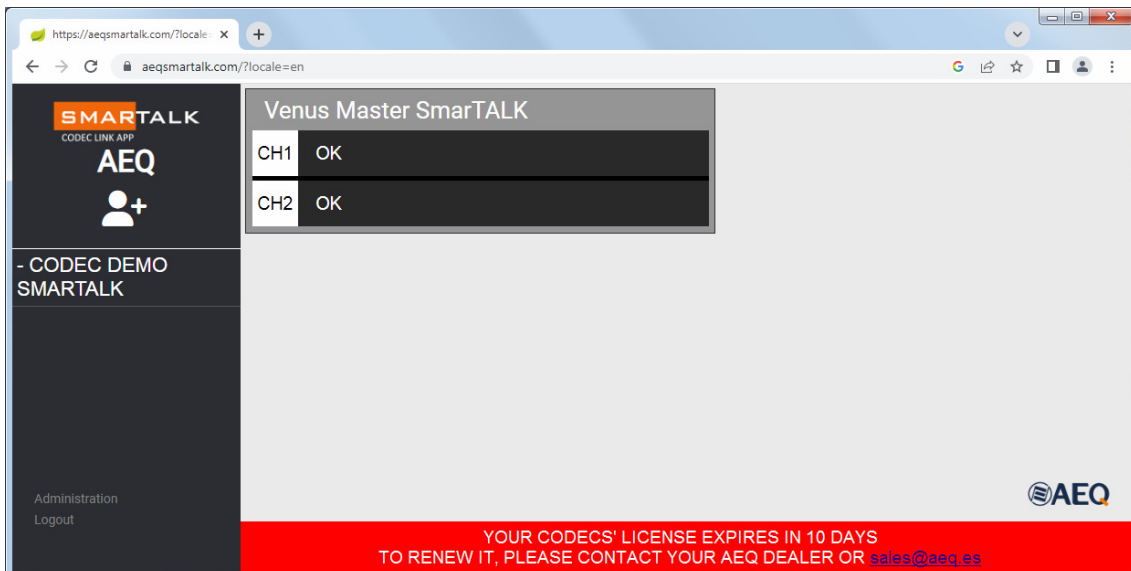 https://aeqsmartalk.com/?locale=
aeqsmartalk.com/?locale=en
SMARTALK
CODEC LINK APP
AEQ
- CODEC DEMO
SMARTALK
Administration
Logout
Venus Master SmarTALK
CH1 OK
CH2 OK
AEQ
YOUR CODECS' LICENSE EXPIRES IN 10 DAYS
TO RENEW IT, PLEASE CONTACT YOUR AEQ DEALER OR sales@aeq.es